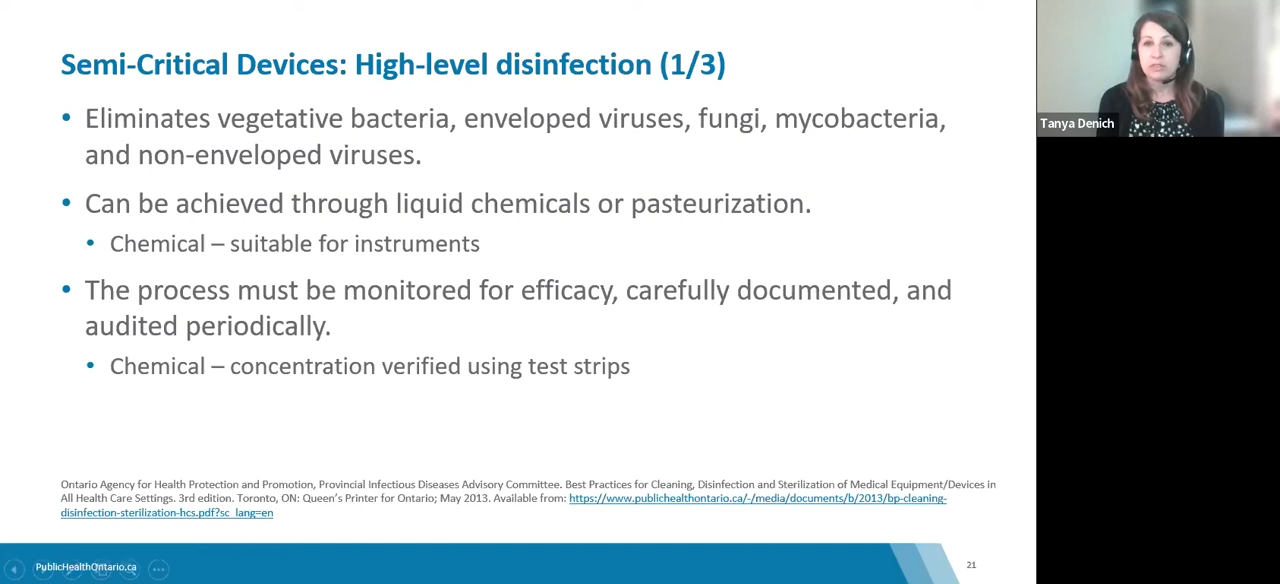 Semi-Critical Devices: High-level disinfection (1/3)
• Eliminates vegetative bacteria, enveloped viruses, fungi, mycobacteria,
and non-enveloped viruses.
• Can be achieved through liquid chemicals or pasteurization.
• Chemical – suitable for instruments
• The process must be monitored for efficacy, carefully documented, and
audited periodically.
• Chemical – concentration verified using test strips
Ontario Agency for Health Protection and Promotion, Provincial Infectious Diseases Advisory Committee. Best Practices for Cleaning, Disinfection and Sterilization of Medical Equipment/Devices in
All Health Care Settings. 3rd edition. Toronto, ON: Queen's Printer for Ontario; May 2013. Available from: https://www.publichealthontario.ca/-/media/documents/b/2013/bp-cleaning-
disinfection-sterilization-hcs.pdf?sc_lang=en
PublicHealthOntario.ca
21
Tanya Denich